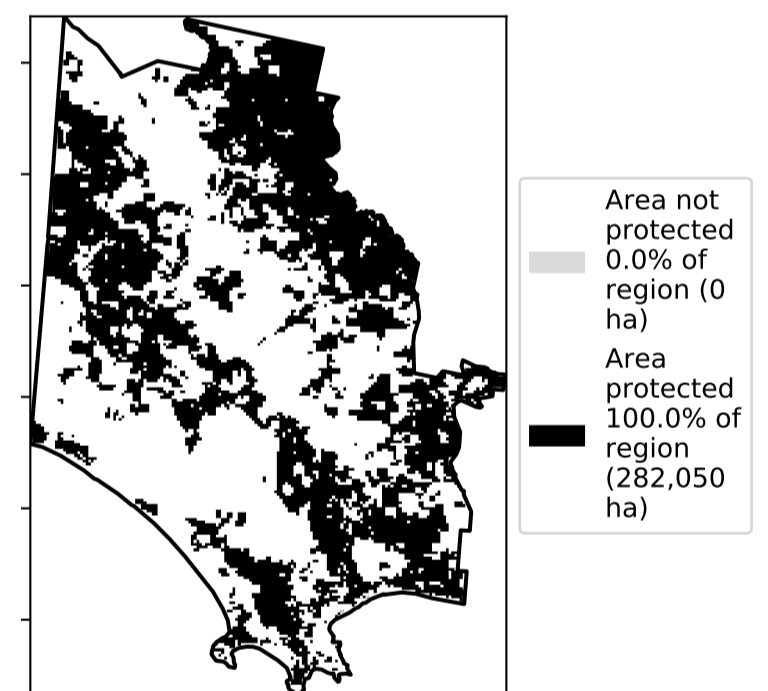 Area not
protected
0.0% of
region (0
ha)
Area
protected
100.0% of
region
(282,050
ha)